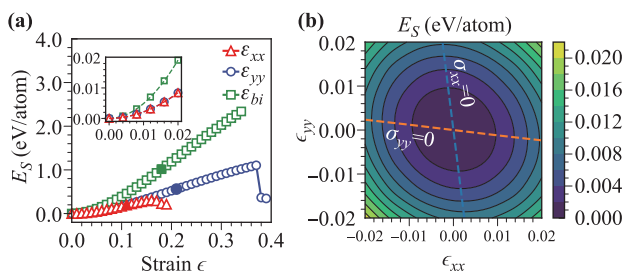 (a)
E_S (eV/atom)
4.0
3.0
2.0
1.0
0.0
0.02
0.01
0.00
0.00 0.01 0.02
ε_xx
ε_yy
ε_bi
0.0 0.1 0.2 0.3 0.4
Strain ϵ
(b)
E_S (eV/atom)
ϵ_yy
0.02
0.01
0.00
−0.01
−0.02
σ_xx=0
σ_yy=0
−0.02 −0.01 0.00 0.01 0.02
ϵ_xx
0.020
0.016
0.012
0.008
0.004
0.000